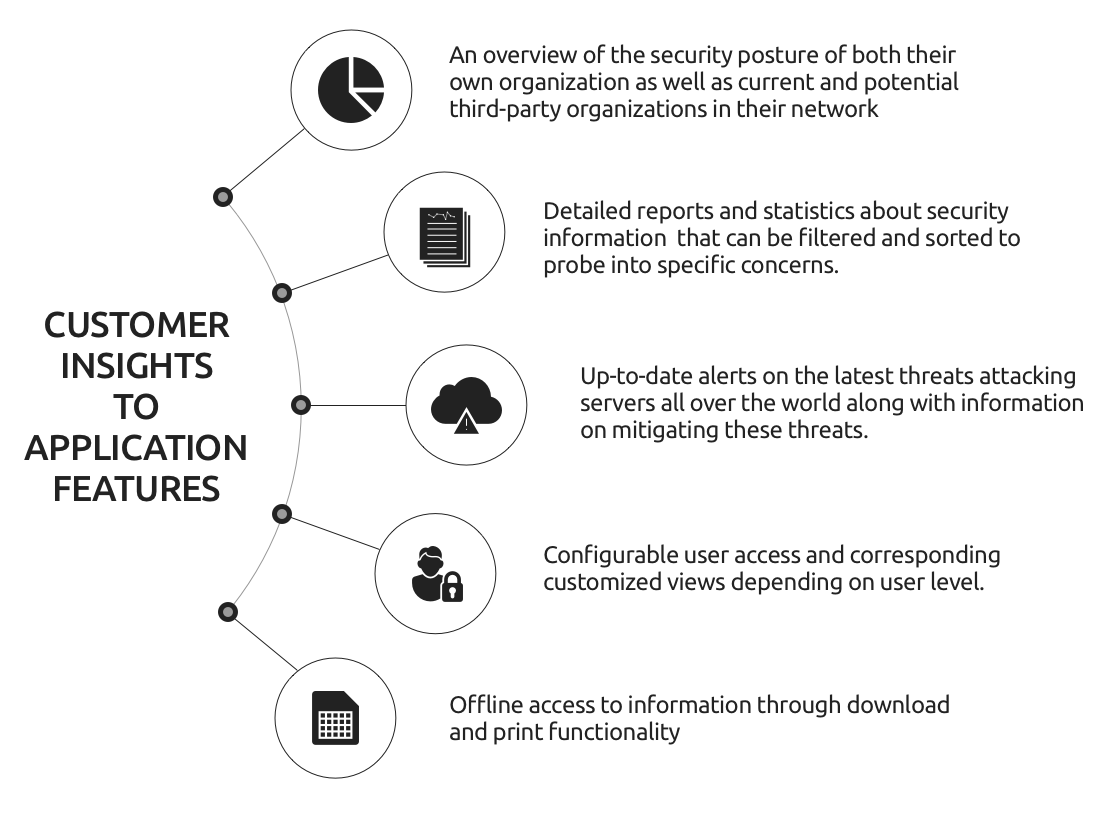 An overview of the security posture of both their
own organization as well as current and potential
third-party organizations in their network
Detailed reports and statistics about security
information  that can be filtered and sorted to
probe into specific concerns.
CUSTOMER
INSIGHTS
TO
APPLICATION
FEATURES
Up-to-date alerts on the latest threats attacking
servers all over the world along with information
on mitigating these threats.
Configurable user access and corresponding
customized views depending on user level.
Offline access to information through download
and print functionality